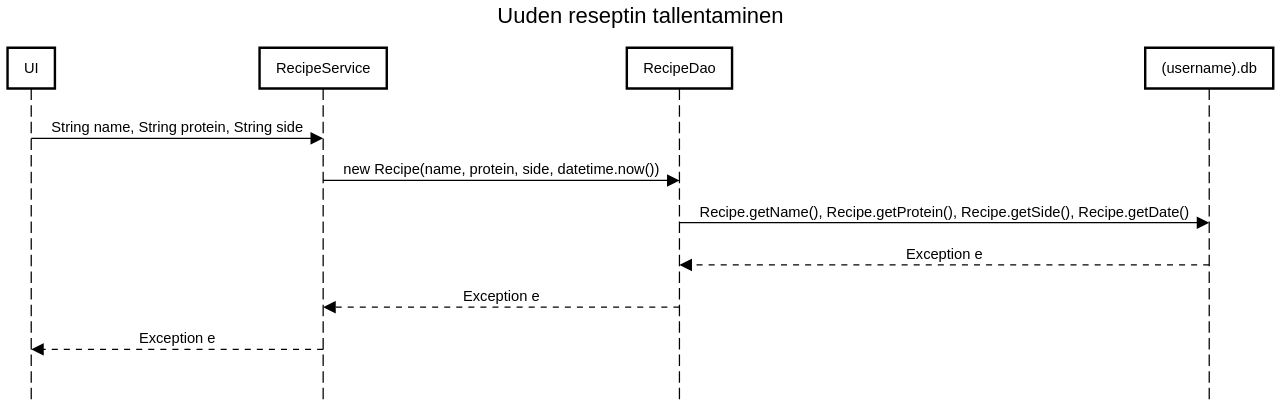 Uuden reseptin tallentaminen
UI
RecipeService
RecipeDao
(username).db
String name, String protein, String side
new Recipe(name, protein, side, datetime.now())
Recipe.getName(), Recipe.getProtein(), Recipe.getSide(), Recipe.getDate()
Exception e
Exception e
Exception e